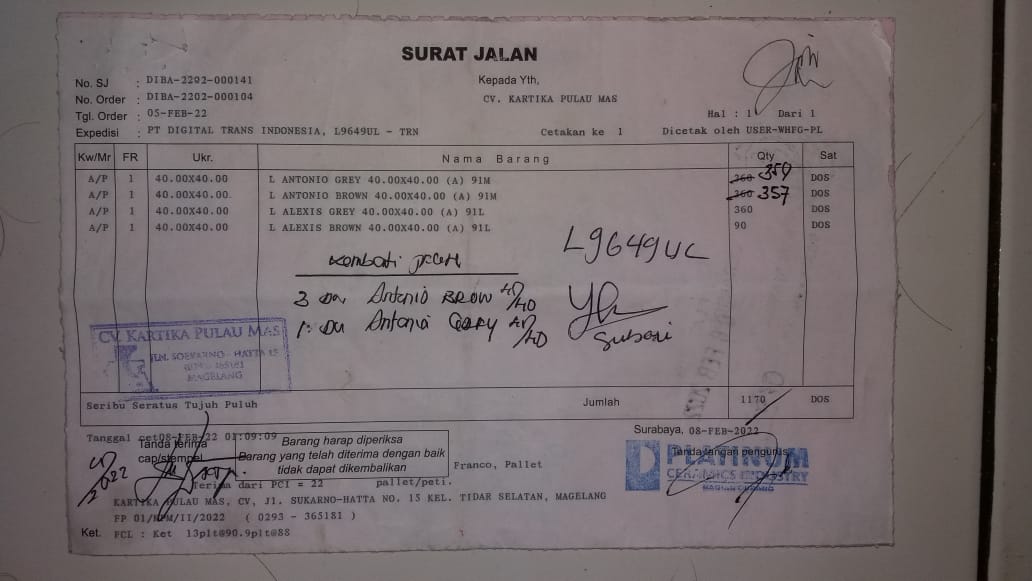 SURAT JALAN
No. SJ : DIBA-2202-000141
Kepada Yth,
No. Order : DIBA-2202-000104
CV. KARTIKA PULAU MAS
Tgl. Order : 05-FEB-22
Hal : 1 Dari 1
Expedisi : PT DIGITAL TRANS INDONESIA, L9649UL - TRN
Cetakan ke 1
Dicetak oleh USER-WHFG-PL
Kw/Mr FR Ukr. Nama Barang Qty Sat
A/P 1 40.00X40.00 L ANTONIO GREY 40.00X40.00 (A) 91M 360 359 DOS
A/P 1 40.00X40.00. L ANTONIO BROWN 40.00X40.00 (A) 91M 360 357 DOS
A/P 1 40.00X40.00 L ALEXIS GREY 40.00X40.00 (A) 91L 360 DOS
A/P 1 40.00X40.00 L ALEXIS BROWN 40.00X40.00 (A) 91L 90 DOS
L9649UL
Kembali
3 Antonio BROW 40/40
1 Antonio 40/40
CV. KARTIKA PULAU MAS
JLN. SOEKARNO - HATTA 15
MAGELANG
Seribu Seratus Tujuh Puluh
Jumlah 1170 DOS
Tanggal cet08-FEB-22 01:09:09
Surabaya, 08-FEB-2022
Tanda terima
cap/stempel
Barang harap diperiksa
Barang yang telah diterima dengan baik
tidak dapat dikembalikan
Franco, Pallet
Tanda tangan pengurus
PLATINUM
CERAMICS INDUSTRY
Terima dari PCI = 22 pallet/peti.
KARTIKA PULAU MAS, CV, Jl. SUKARNO-HATTA NO. 15 KEL. TIDAR SELATAN, MAGELANG
FP 01/KPM/II/2022 ( 0293 - 365181 )
Ket. FCL : Ket 13plt@90.9plt@88